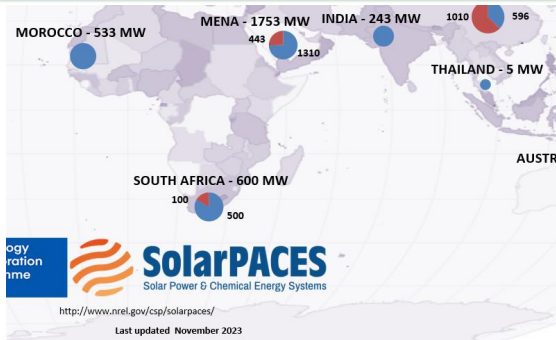 1010
596
MENA - 1753 MW
INDIA - 243 MW
MOROCCO - 533 MW
443
1310
THAILAND - 5 MW
AUSTR
SOUTH AFRICA - 600 MW
100
500
ogy
ration
nme
SolarPACES
Solar Power & Chemical Energy Systems
http://www.nrel.gov/csp/solarpaces/
Last updated November 2023